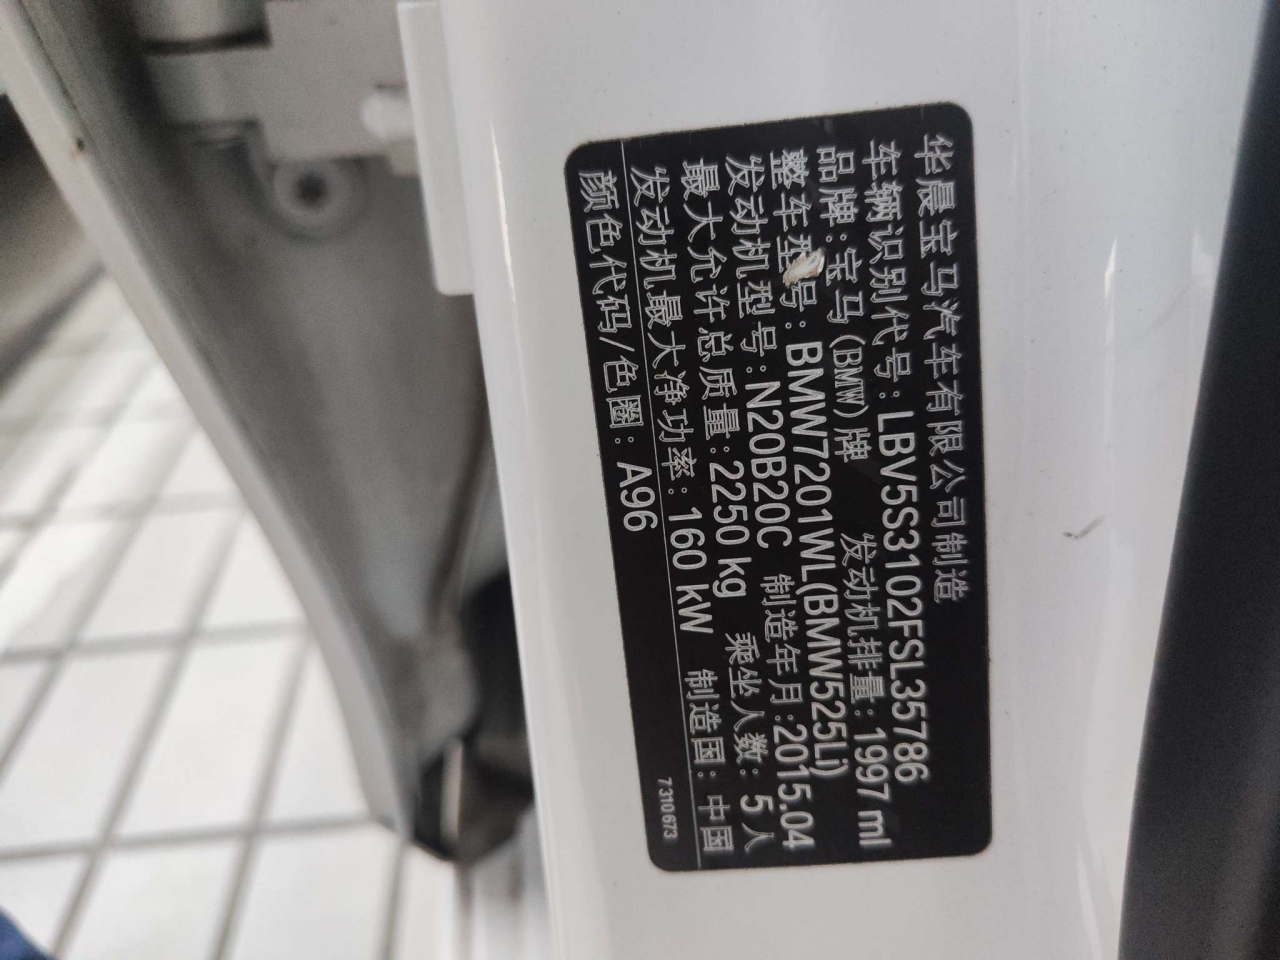 华晨宝马汽车有限公司制造
车辆识别代号:LBV5S3102FSL35786
品牌:宝马(BMW)牌 发动机排量:1997 ml
整车型号:BMW7201WL(BMW525Li)
发动机型号:N20B20C 制造年月:2015.04
最大允许总质量:2250 kg 乘坐人数:5人
发动机最大净功率:160 kW 制造国:中国
颜色代码/色圈:A96
7310673